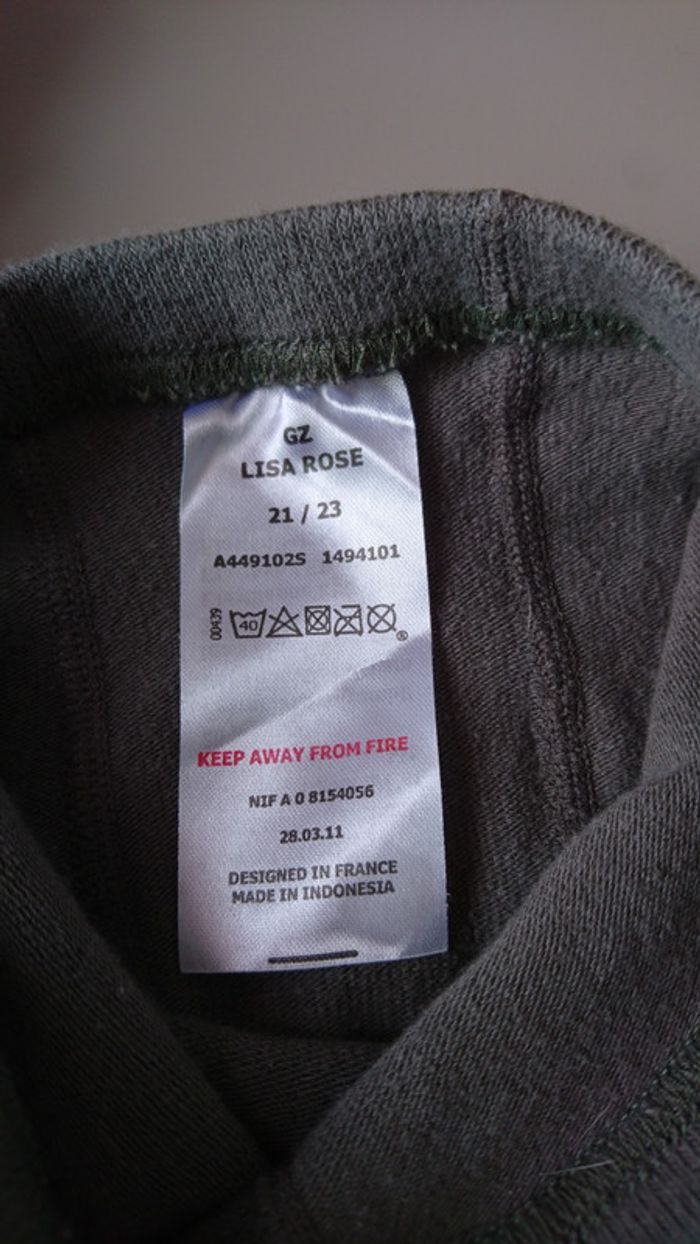 GZ
LISA ROSE
21 / 23
A449102S 1494101
00439
40
®
KEEP AWAY FROM FIRE
NIF A 0 8154056
28.03.11
DESIGNED IN FRANCE
MADE IN INDONESIA